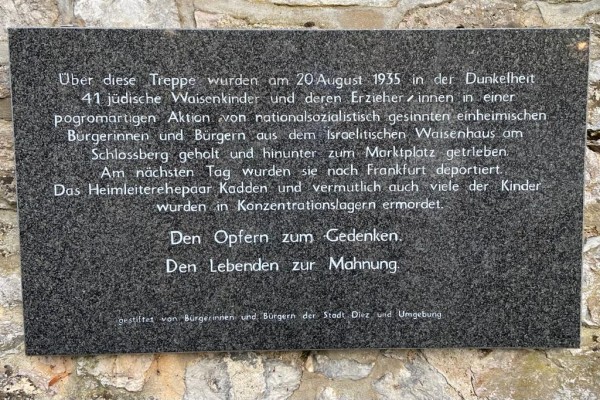 Über diese Treppe wurden am 20 August 1935 in der Dunkelheit
41 jüdische Waisenkinder und deren Erzieher/innen in einer
pogromartigen Aktion von nationalsozialistisch gesinnten einheimischen
Bürgerinnen und Bürgern aus dem Israelitischen Waisenhaus am
Schlossberg geholt und hinunter zum Marktplatz getrieben.
Am nächsten Tag wurden sie nach Frankfurt deportiert.
Das Heimleiterehepaar Kadden und vermutlich auch viele der Kinder
wurden in Konzentrationslagern ermordet.
Den Opfern zum Gedenken.
Den Lebenden zur Mahnung.
gestiftet von Bürgerinnen und Bürgern der Stadt Diez und Umgebung